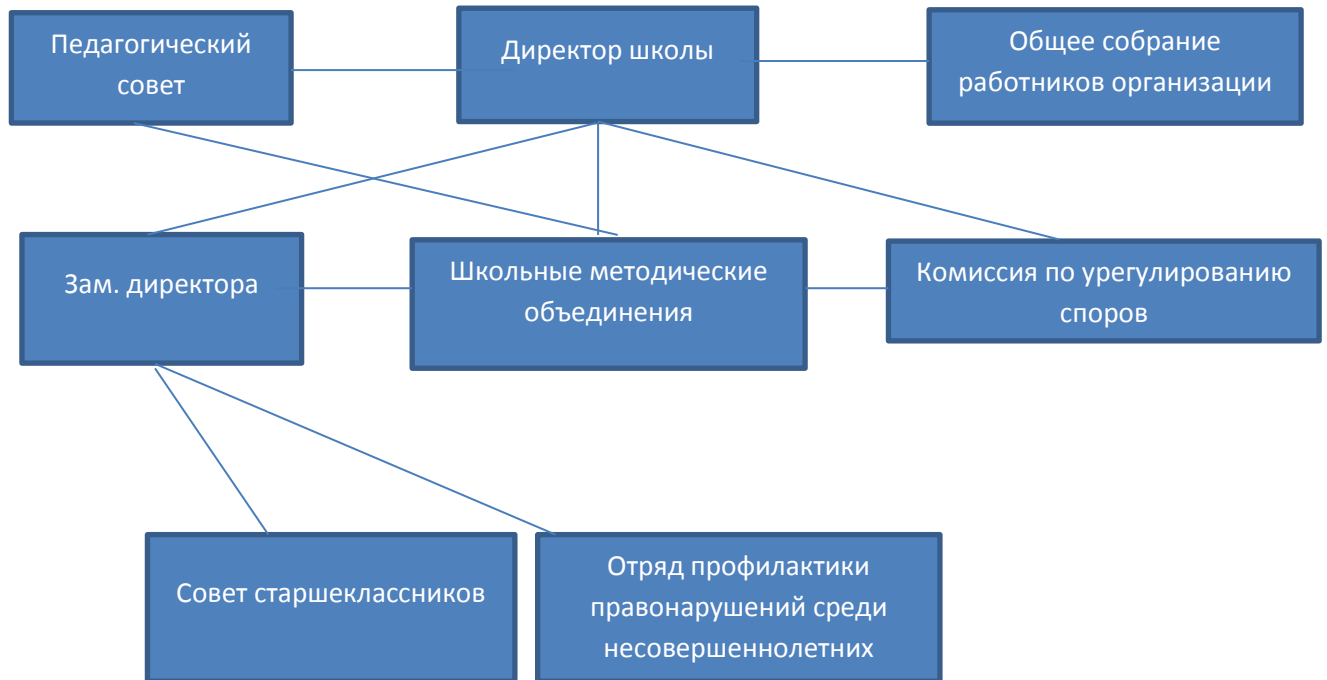 Педагогический
совет
Директор школы
Общее собрание
работников организации
Зам. директора
Школьные методические
объединения
Комиссия по урегулированию
споров
Совет старшеклассников
Отряд профилактики
правонарушений среди
несовершеннолетних